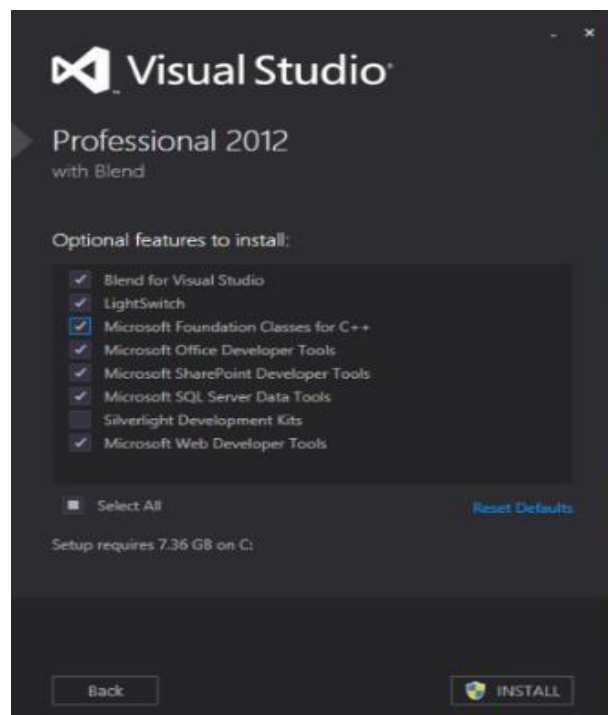 Visual Studio
Professional 2012
with Blend
Optional features to install:
Blend for Visual Studio
LightSwitch
Microsoft Foundation Classes for C++
Microsoft Office Developer Tools
Microsoft SharePoint Developer Tools
Microsoft SQL Server Data Tools
Silverlight Development Kits
Microsoft Web Developer Tools
Select All
Reset Defaults
Setup requires 7.36 GB on C:
Back
INSTALL